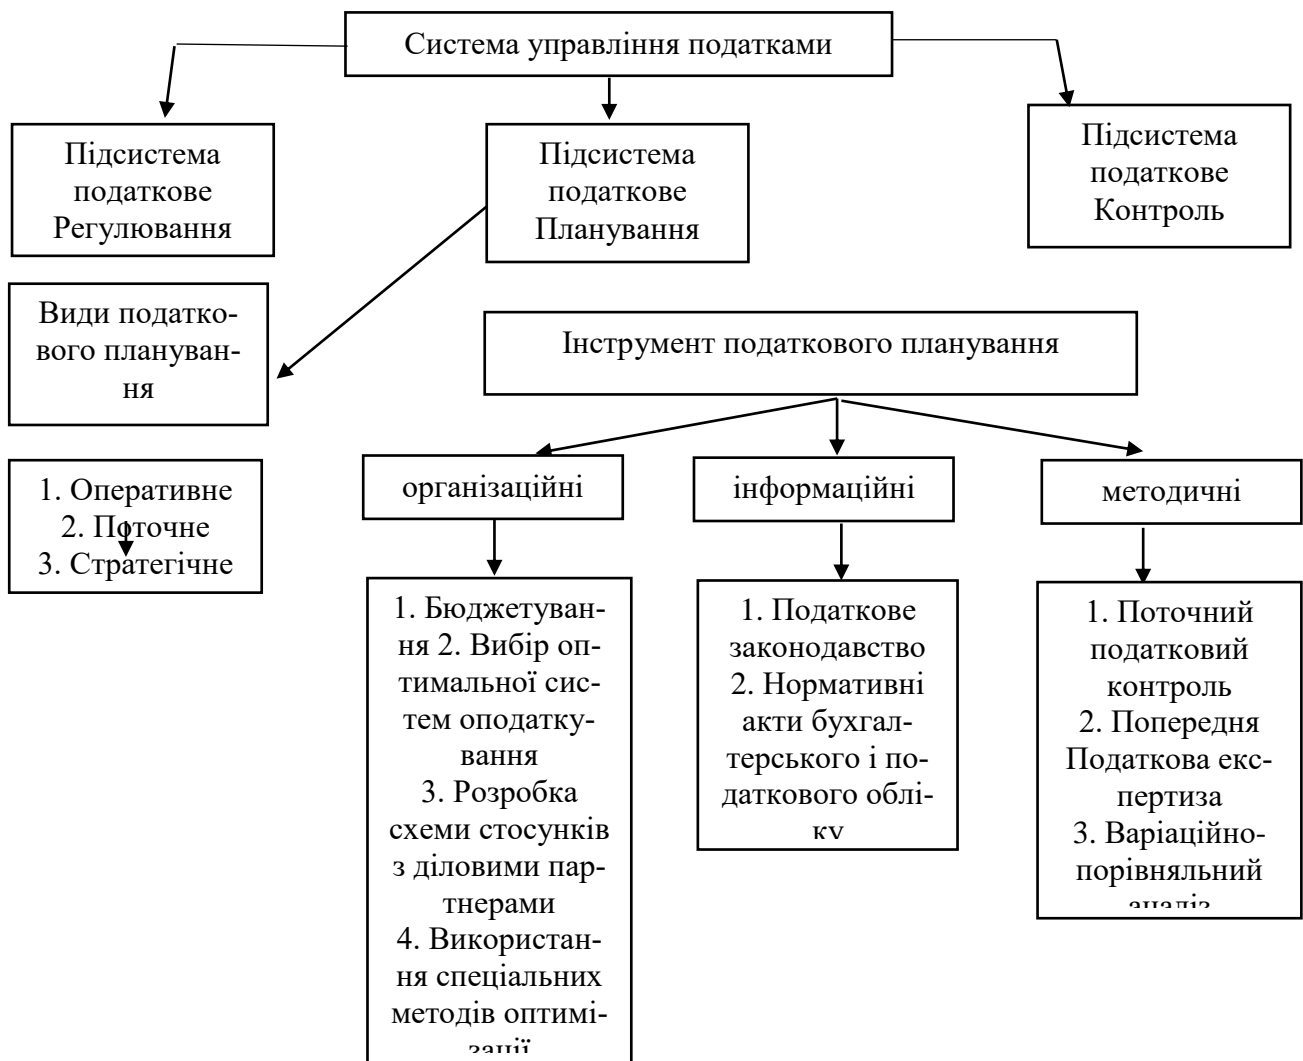 Система управління податками
Підсистема
податкове
Регулювання
Підсистема
податкове
Планування
Підсистема
податкове
Контроль
Види податко-
вого плануван-
ня
Інструмент податкового планування
1. Оперативне
2. Поточне
3. Стратегічне
організаційні
інформаційні
методичні
1. Бюджетуван-
ня 2. Вибір оп-
тимальної сис-
тем оподатку-
вання
3. Розробка
схеми стосунків
з діловими пар-
тнерами
4. Використан-
ня спеціальних
методів оптимі-
зації
1. Податкове
законодавство
2. Нормативні
акти бухгал-
терського і по-
даткового облі-
ку
1. Поточний
податковий
контроль
2. Попередня
Податкова екс-
пертиза
3. Варіаційно-
порівняльний
аналіз